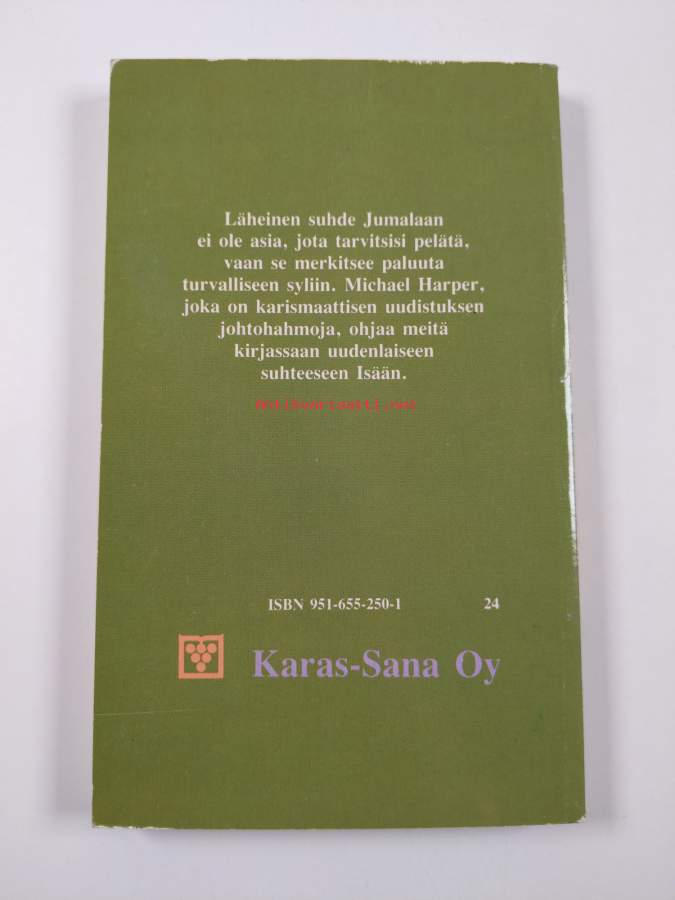 Läheinen suhde Jumalaan
ei ole asia, jota tarvitsisi pelätä,
vaan se merkitsee paluuta
turvalliseen syliin. Michael Harper,
joka on karismaattisen uudistuksen
johtohahmoja, ohjaa meitä
kirjassaan uudenlaiseen
suhteeseen Isään.
Antikvariaatti.net
ISBN 951-655-250-1 24
Karas-Sana Oy